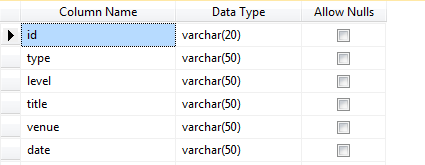 Column Name Data Type Allow Nulls
id varchar(20)
type varchar(50)
level varchar(50)
title varchar(50)
venue varchar(50)
date varchar(50)